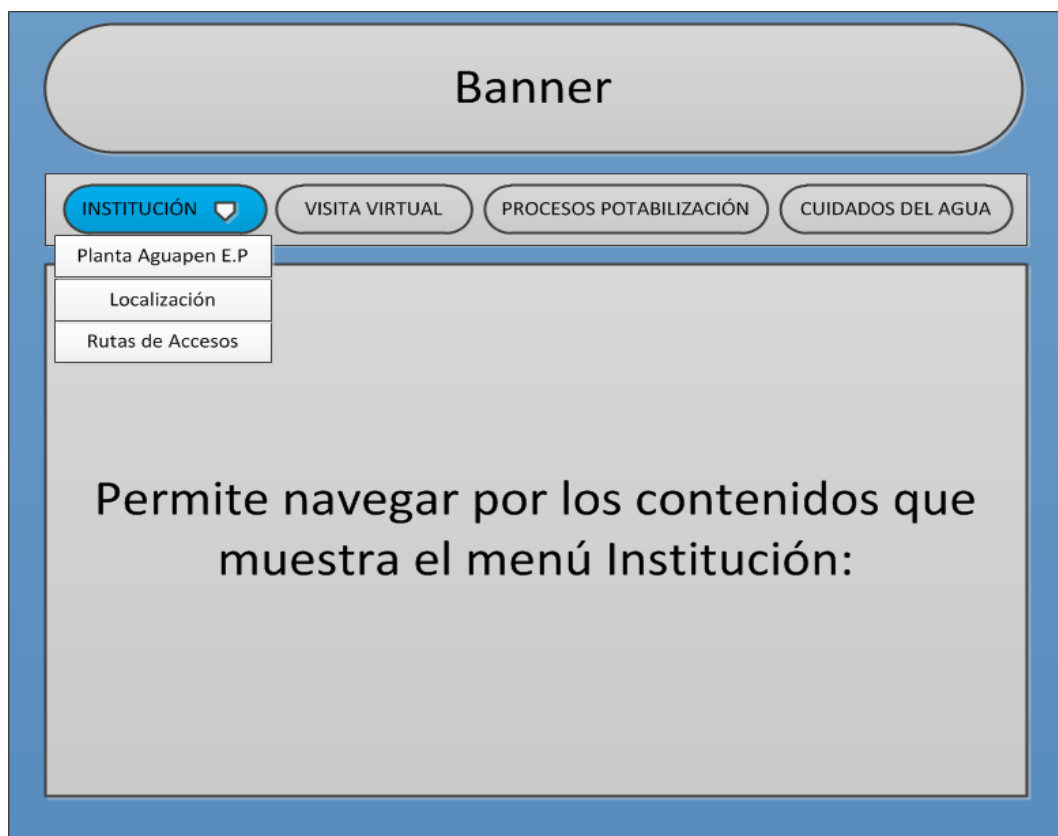 Banner
INSTITUCIÓN
VISITA VIRTUAL
PROCESOS POTABILIZACIÓN
CUIDADOS DEL AGUA
Planta Aguapen E.P
Localización
Rutas de Accesos
Permite navegar por los contenidos que
muestra el menú Institución: